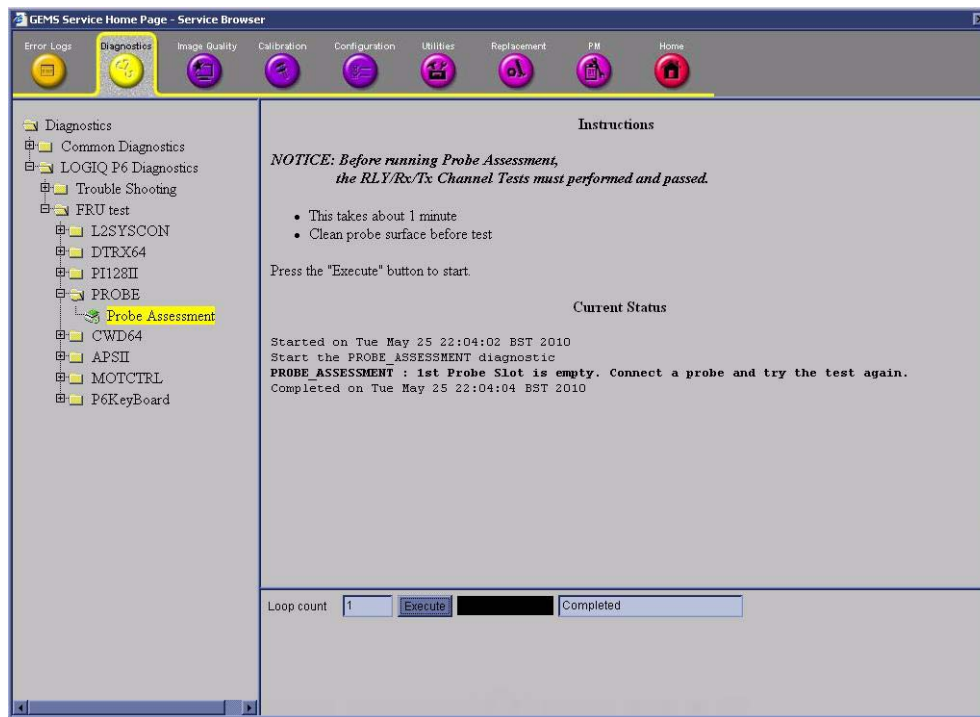 GEMS Service Home Page - Service Browser
Error Logs Diagnostics Image Quality Calibration Configuration Utilities Replacement PM Home
Diagnostics
Common Diagnostics
LOGIQ P6 Diagnostics
Trouble Shooting
FRU test
L2SYSCON
DTRX64
PI128II
PROBE
Probe Assessment
CWD64
APSII
MOTCTRL
P6KeyBoard
Instructions
NOTICE: Before running Probe Assessment,
the RLY/Rx/Tx Channel Tests must performed and passed.
• This takes about 1 minute
• Clean probe surface before test
Press the "Execute" button to start.
Current Status
Started on Tue May 25 22:04:02 BST 2010
Start the PROBE_ASSESSMENT diagnostic
PROBE_ASSESSMENT : 1st Probe Slot is empty. Connect a probe and try the test again.
Completed on Tue May 25 22:04:04 BST 2010
Loop count 1 Execute Completed